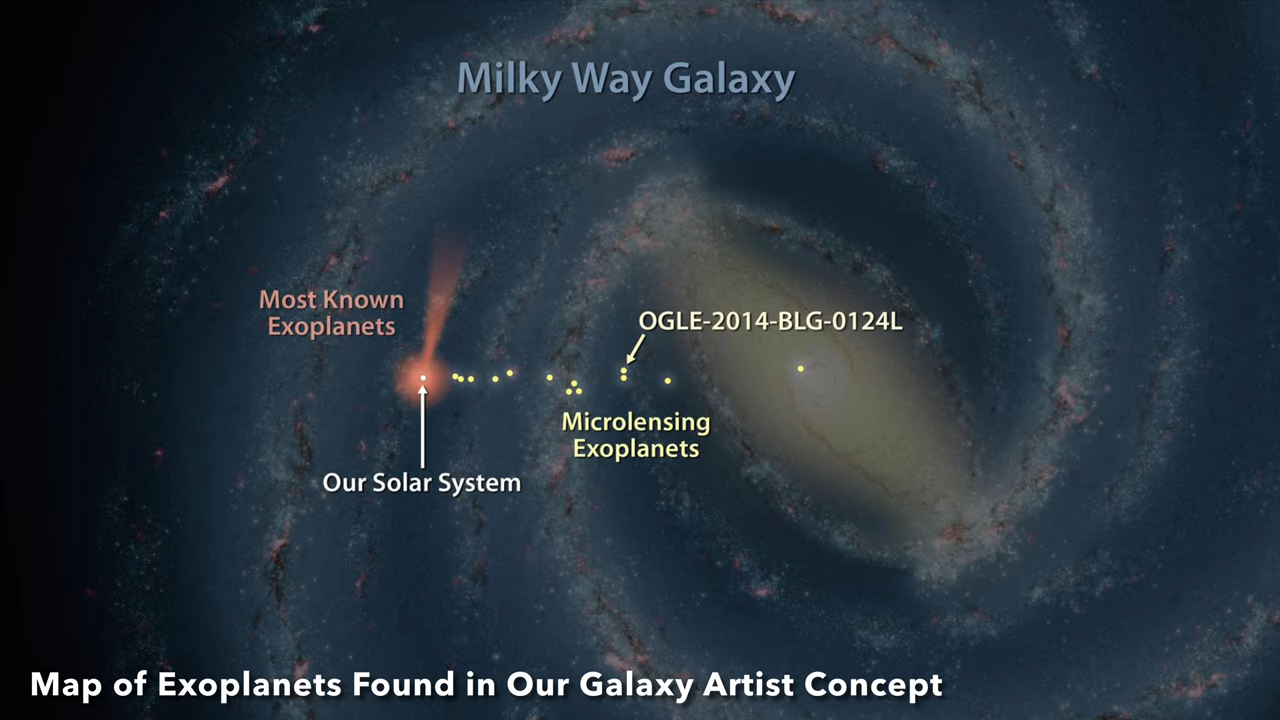 Milky Way Galaxy
Most Known
Exoplanets
OGLE-2014-BLG-0124L
Microlensing
Exoplanets
Our Solar System
Map of Exoplanets Found in Our Galaxy Artist Concept